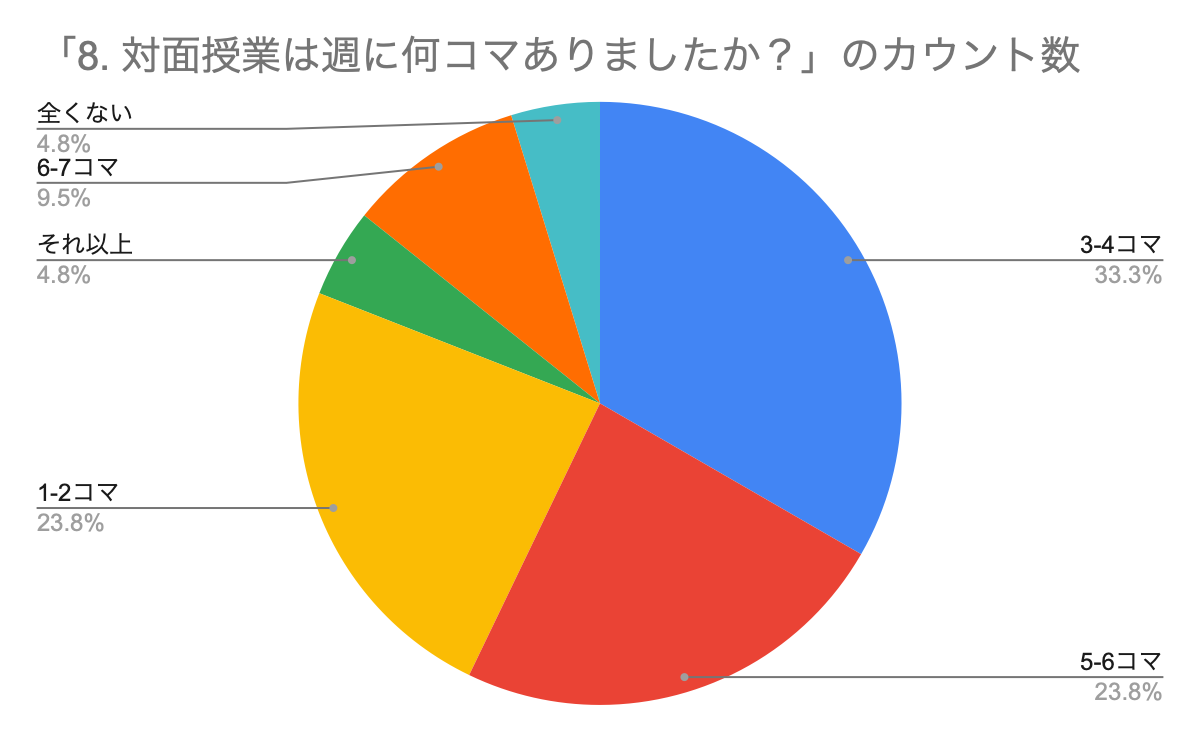 「8. 対面授業は週に何コマありましたか？」のカウント数
全くない
4.8%
6-7コマ
9.5%
それ以上
4.8%
1-2コマ
23.8%
3-4コマ
33.3%
5-6コマ
23.8%